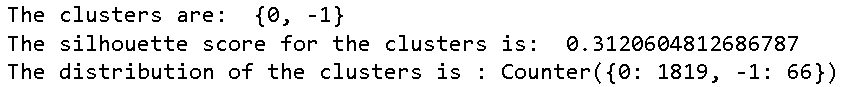 The clusters are:  {0, -1}
The silhouette score for the clusters is:  0.3120604812686787
The distribution of the clusters is : Counter({0: 1819, -1: 66})